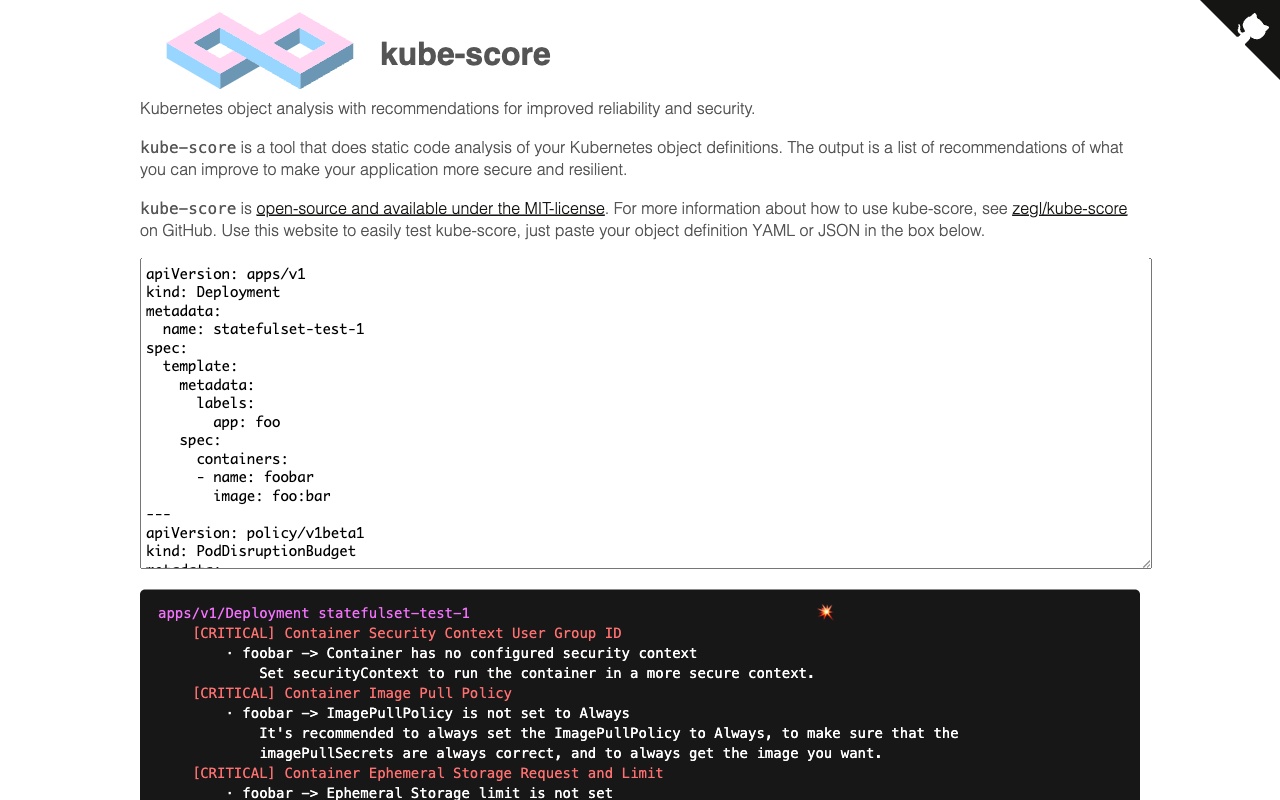 kube-score
Kubernetes object analysis with recommendations for improved reliability and security.
kube-score is a tool that does static code analysis of your Kubernetes object definitions. The output is a list of recommendations of what
you can improve to make your application more secure and resilient.
kube-score is open-source and available under the MIT-license. For more information about how to use kube-score, see zegl/kube-score
on GitHub. Use this website to easily test kube-score, just paste your object definition YAML or JSON in the box below.
apiVersion: apps/v1
kind: Deployment
metadata:
  name: statefulset-test-1
spec:
  template:
    metadata:
      labels:
        app: foo
    spec:
      containers:
      - name: foobar
        image: foo:bar
---
apiVersion: policy/v1beta1
kind: PodDisruptionBudget
metadata:
apps/v1/Deployment statefulset-test-1 💥
    [CRITICAL] Container Security Context User Group ID
        · foobar -> Container has no configured security context
            Set securityContext to run the container in a more secure context.
    [CRITICAL] Container Image Pull Policy
        · foobar -> ImagePullPolicy is not set to Always
            It's recommended to always set the ImagePullPolicy to Always, to make sure that the
            imagePullSecrets are always correct, and to always get the image you want.
    [CRITICAL] Container Ephemeral Storage Request and Limit
        · foobar -> Ephemeral Storage limit is not set